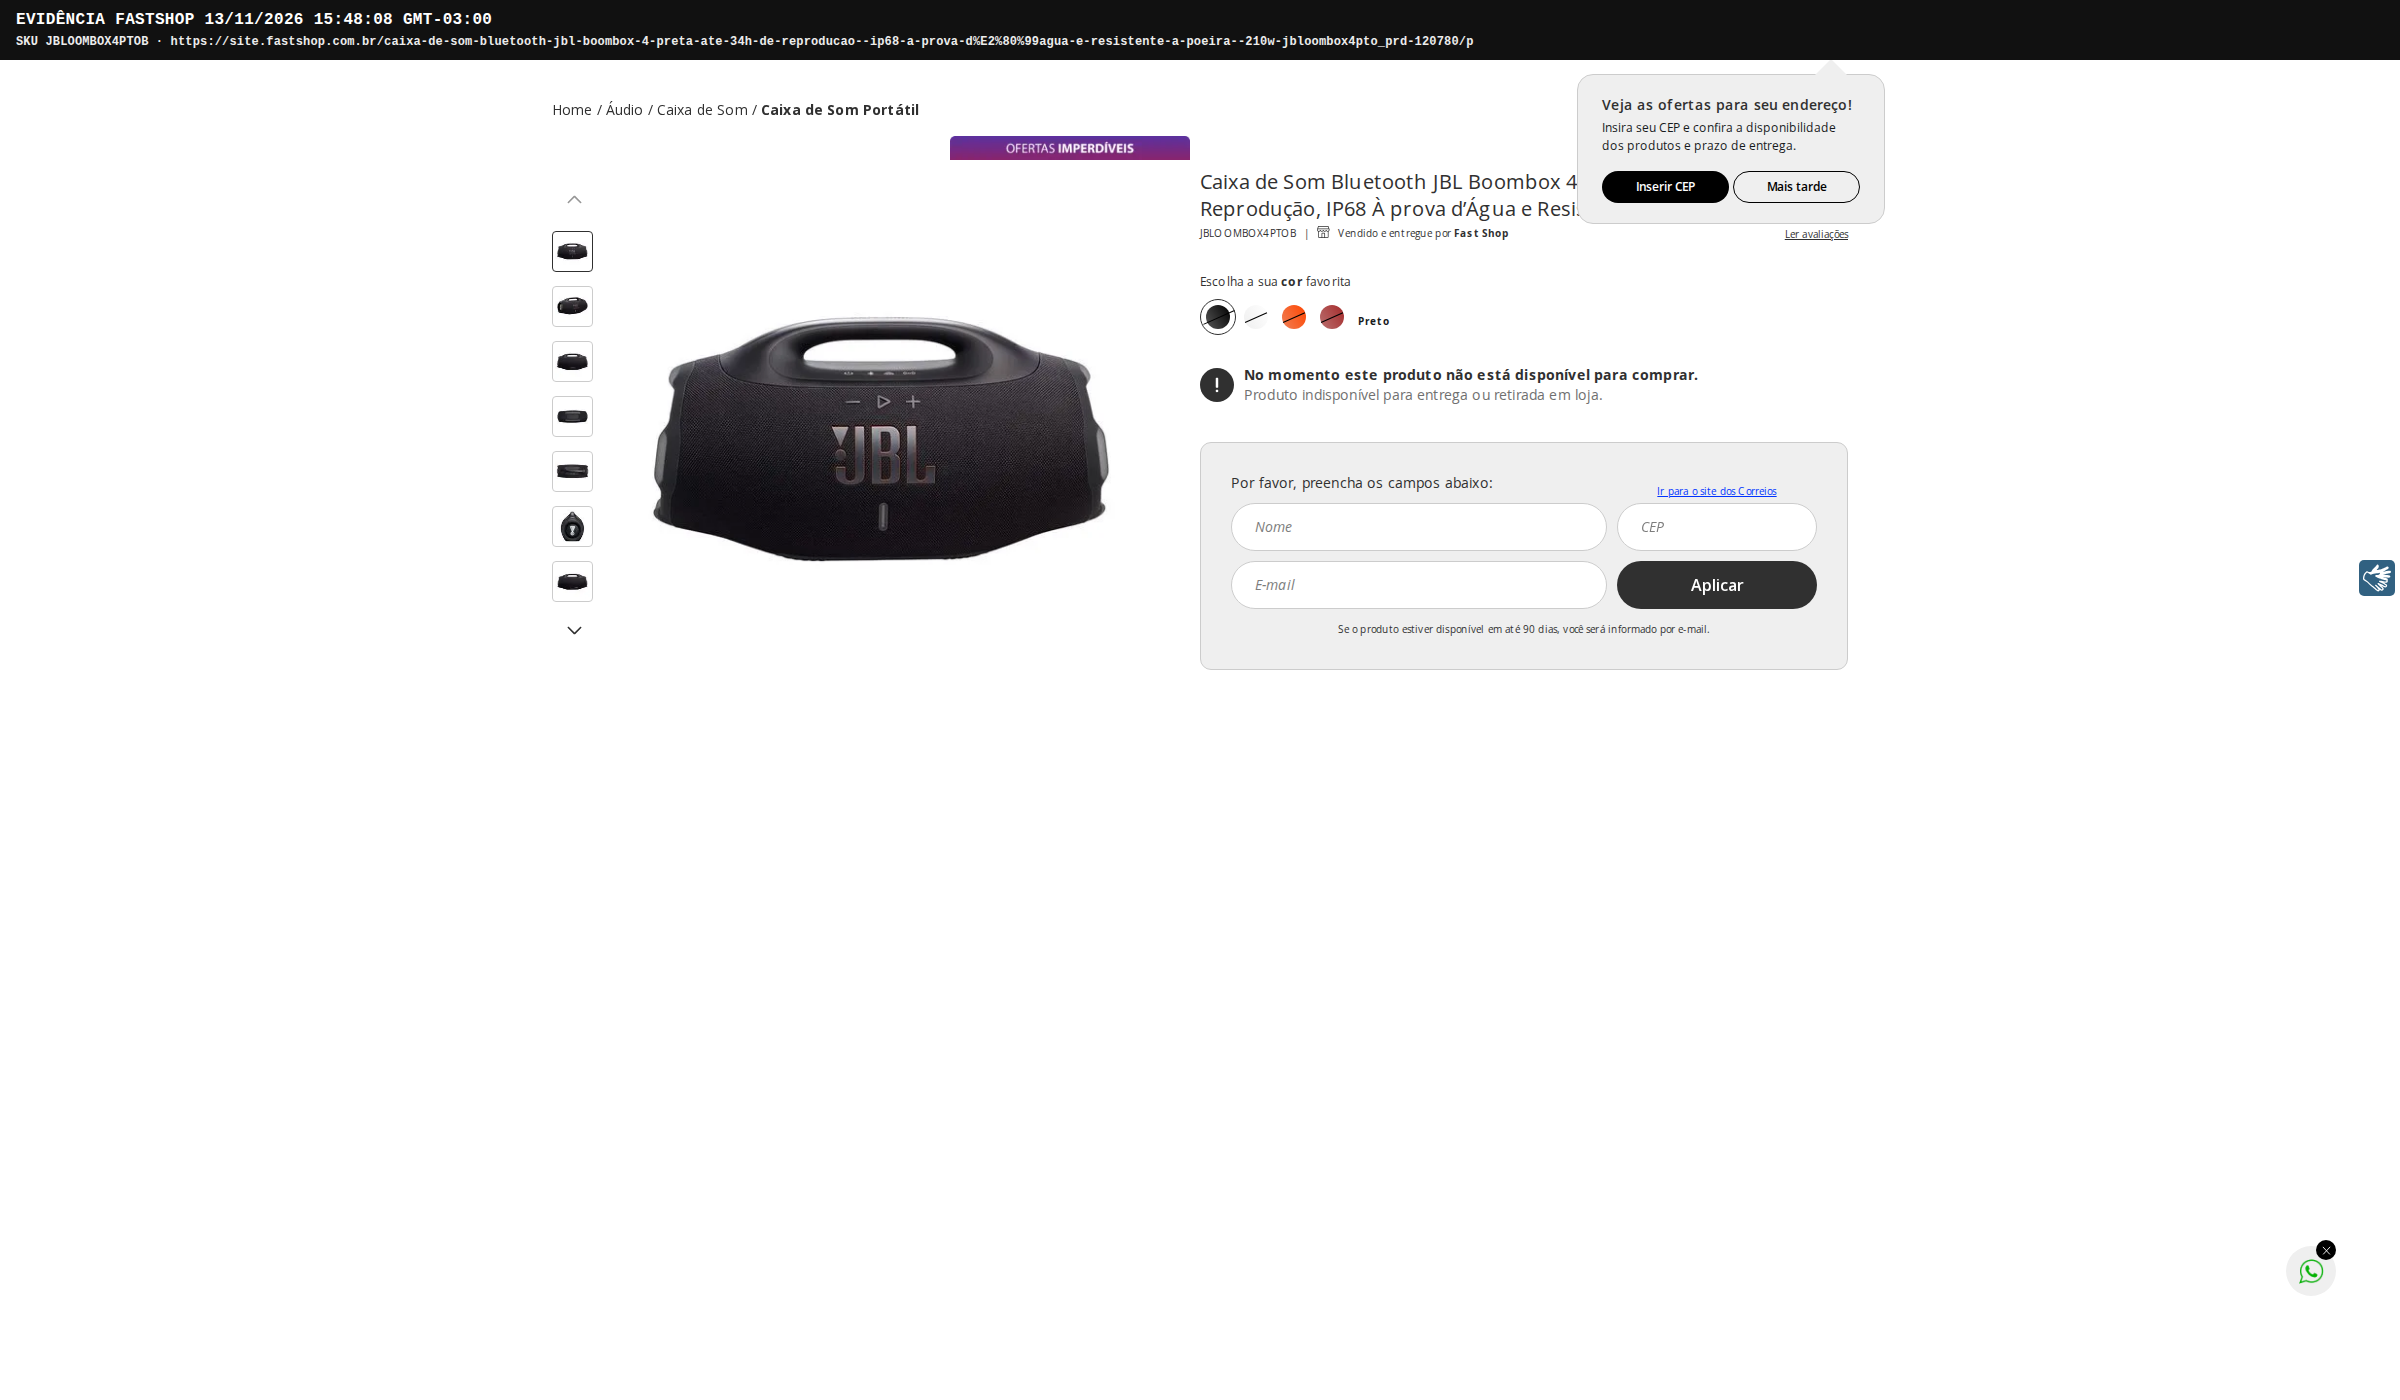 EVIDÊNCIA FASTSHOP 13/11/2026 15:48:08 GMT-03:00
SKU JBLOOMBOX4PTOB · https://site.fastshop.com.br/caixa-de-som-bluetooth-jbl-boombox-4-preta-ate-34h-de-reproducao--ip68-a-prova-d%E2%80%99agua-e-resistente-a-poeira--210w-jbloombox4pto_prd-120780/p
Home / Áudio / Caixa de Som / Caixa de Som Portátil
Veja as ofertas para seu endereço!
Insira seu CEP e confira a disponibilidade
dos produtos e prazo de entrega.
Inserir CEP
Mais tarde
OFERTAS IMPERDÍVEIS
Caixa de Som Bluetooth JBL Boombox 4
Reprodução, IP68 À prova d’Água e Resis
JBLOOMBOX4PTOB | Vendido e entregue por Fast Shop
Ler avaliações
Escolha a sua cor favorita
Preto
No momento este produto não está disponível para comprar.
Produto indisponível para entrega ou retirada em loja.
JBL
Por favor, preencha os campos abaixo:
Ir para o site dos Correios
Nome
CEP
E-mail
Aplicar
Se o produto estiver disponível em até 90 dias, você será informado por e-mail.